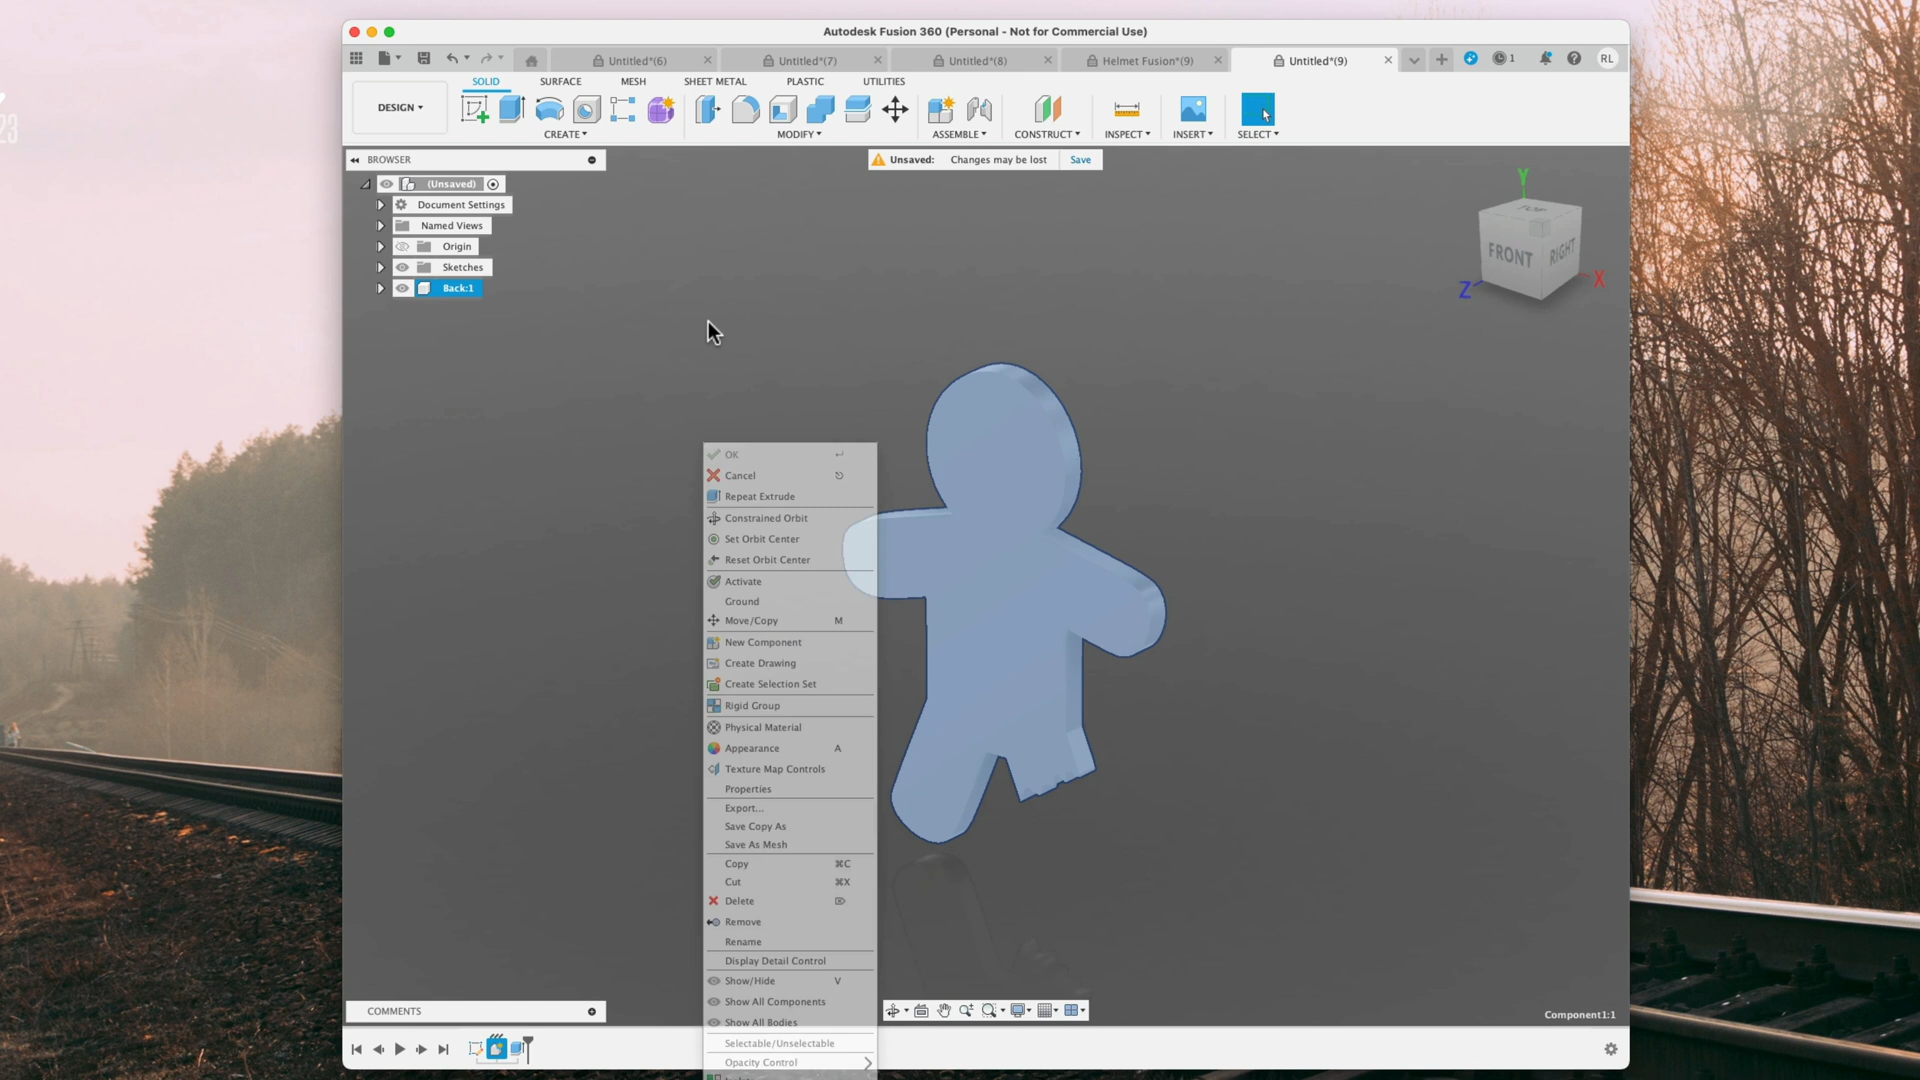 Autodesk Fusion 360 (Personal - Not for Commercial Use)
Untitled*(6)
Untitled*(7)
Untitled*(8)
Helmet Fusion*(9)
Untitled*(9)
1
RL
SOLID
SURFACE
MESH
SHEET METAL
PLASTIC
UTILITIES
DESIGN
CREATE
MODIFY
ASSEMBLE
CONSTRUCT
INSPECT
INSERT
SELECT
23
BROWSER
Unsaved: Changes may be lost Save
(Unsaved)
Document Settings
Named Views
Origin
Sketches
Back:1
Y
TOP
FRONT
RIGHT
Z
X
OK
Cancel
Repeat Extrude
Constrained Orbit
Set Orbit Center
Reset Orbit Center
Activate
Ground
Move/Copy M
New Component
Create Drawing
Create Selection Set
Rigid Group
Physical Material
Appearance A
Texture Map Controls
Properties
Export...
Save Copy As
Save As Mesh
Copy ⌘C
Cut ⌘X
Delete
Remove
Rename
Display Detail Control
Show/Hide V
Show All Components
Show All Bodies
Selectable/Unselectable
Opacity Control
COMMENTS
Component1:1